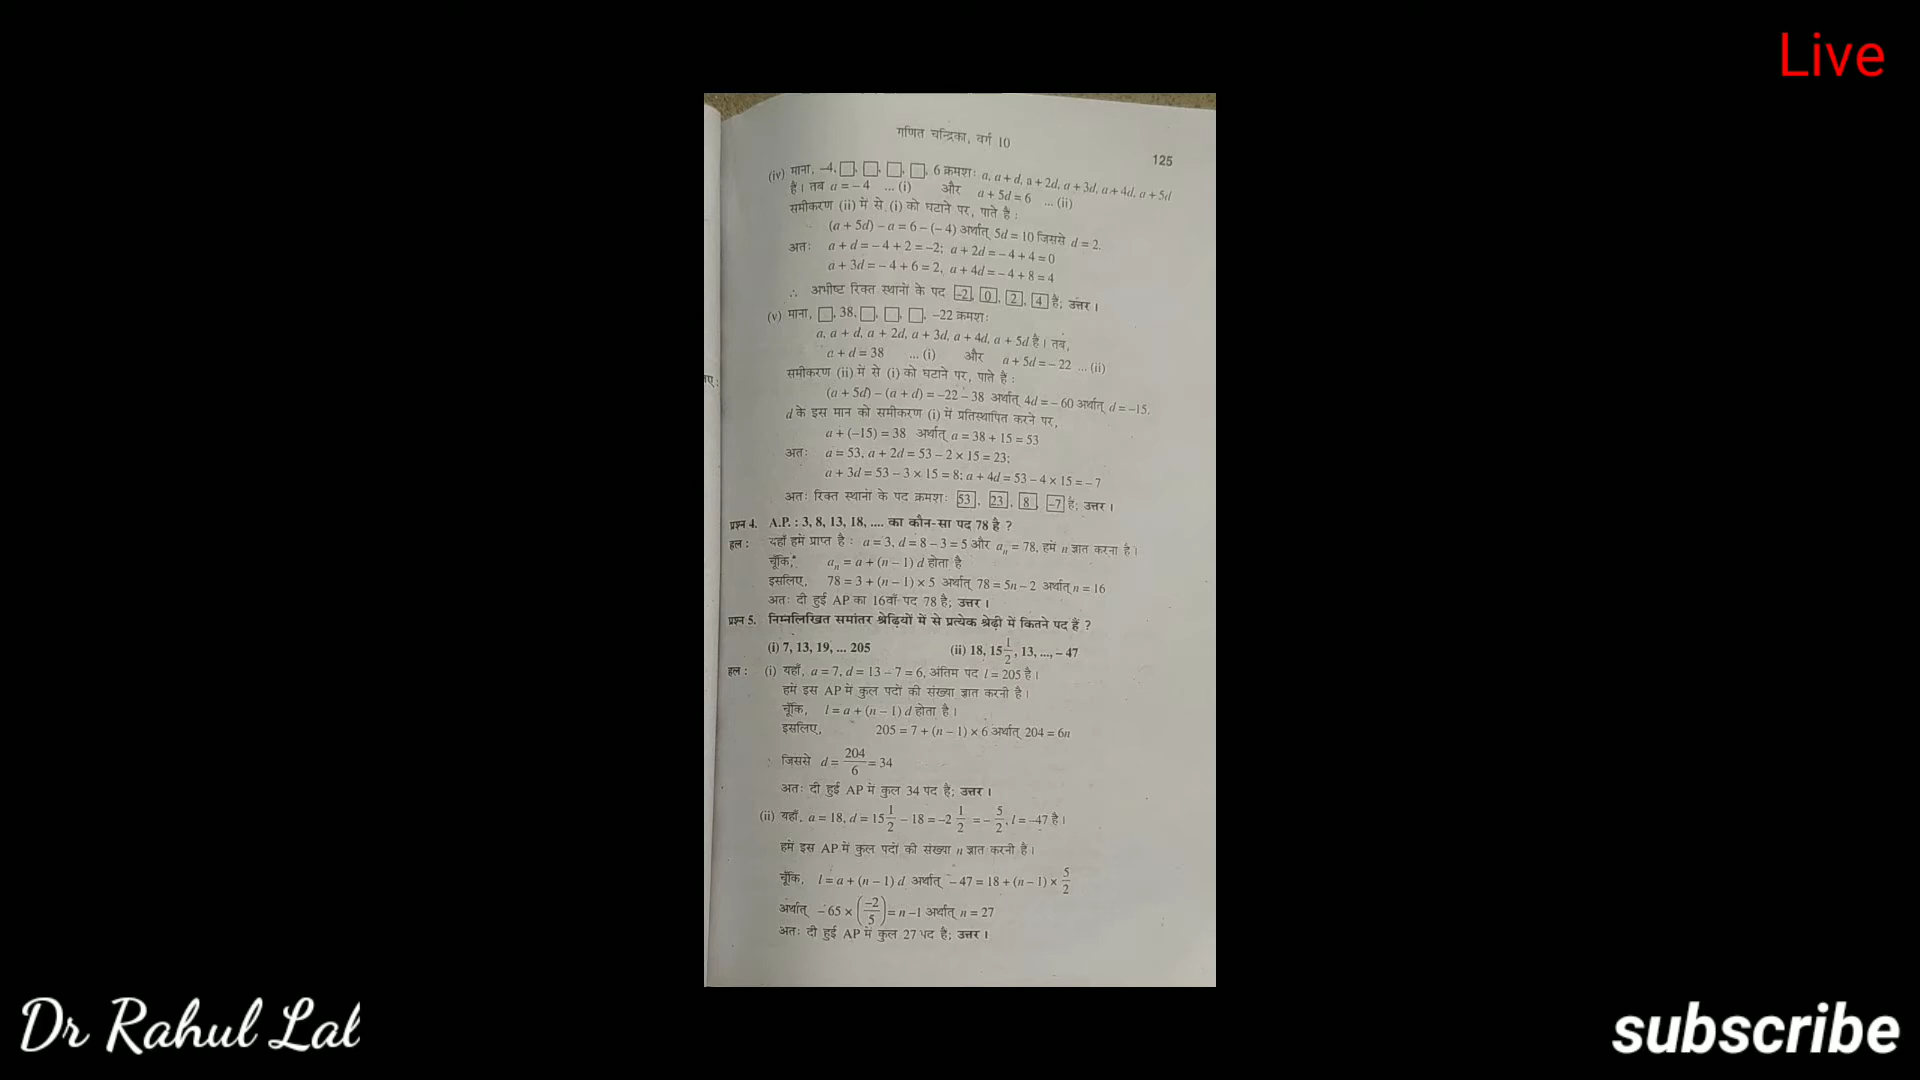 Live
गणित चन्द्रिका, वर्ग 10
125
(iv) माना, –4, □, □, □, □, 6 क्रमशः a, a + d, a + 2d, a + 3d, a + 4d, a + 5d
हैं। तब a = – 4 ... (i) और a + 5d = 6 ... (ii)
समीकरण (ii) में से (i) को घटाने पर, पाते हैं :
(a + 5d) – a = 6 – (– 4) अर्थात् 5d = 10 जिससे d = 2.
अतः a + d = – 4 + 2 = –2; a + 2d = – 4 + 4 = 0
a + 3d = – 4 + 6 = 2, a + 4d = – 4 + 8 = 4
∴ अभीष्ट रिक्त स्थानों के पद –2, 0, 2, 4 हैं; उत्तर।
(v) माना, □, 38, □, □, □, –22 क्रमशः
a, a + d, a + 2d, a + 3d, a + 4d, a + 5d हैं। तब,
a + d = 38 ... (i) और a + 5d = – 22 ... (ii)
समीकरण (ii) में से (i) को घटाने पर, पाते हैं :
(a + 5d) – (a + d) = –22 – 38 अर्थात् 4d = – 60 अर्थात् d = –15.
d के इस मान को समीकरण (i) में प्रतिस्थापित करने पर,
a + (–15) = 38 अर्थात् a = 38 + 15 = 53
अतः a = 53, a + 2d = 53 – 2 × 15 = 23;
a + 3d = 53 – 3 × 15 = 8; a + 4d = 53 – 4 × 15 = – 7
अतः रिक्त स्थानों के पद क्रमशः 53, 23, 8, –7 हैं; उत्तर।
प्रश्न 4. A.P. : 3, 8, 13, 18, .... का कौन-सा पद 78 है ?
हल : यहाँ हमें प्राप्त है : a = 3, d = 8 – 3 = 5 और aₙ = 78, हमें n ज्ञात करना है।
चूँकि, aₙ = a + (n – 1) d होता है
इसलिए, 78 = 3 + (n – 1) × 5 अर्थात् 78 = 5n – 2 अर्थात् n = 16
अतः दी हुई AP का 16वाँ पद 78 है; उत्तर।
प्रश्न 5. निम्नलिखित समांतर श्रेढ़ियों में से प्रत्येक श्रेढ़ी में कितने पद हैं ?
(i) 7, 13, 19, ... 205 (ii) 18, 15 1/2, 13, ..., – 47
हल : (i) यहाँ, a = 7, d = 13 – 7 = 6, अंतिम पद l = 205 है।
हमें इस AP में कुल पदों की संख्या ज्ञात करनी है।
चूँकि, l = a + (n – 1) d होता है।
इसलिए, 205 = 7 + (n – 1) × 6 अर्थात् 204 = 6n
जिससे d = 204/6 = 34
अतः दी हुई AP में कुल 34 पद हैं; उत्तर।
(ii) यहाँ, a = 18, d = 15 1/2 – 18 = –2 1/2 = – 5/2, l = –47 है।
हमें इस AP में कुल पदों की संख्या n ज्ञात करनी है।
चूँकि, l = a + (n – 1) d अर्थात् – 47 = 18 + (n – 1) × 5/2
अर्थात् – 65 × (–2/5) = n –1 अर्थात् n = 27
अतः दी हुई AP में कुल 27 पद हैं; उत्तर।
Dr Rahul Lal
subscribe